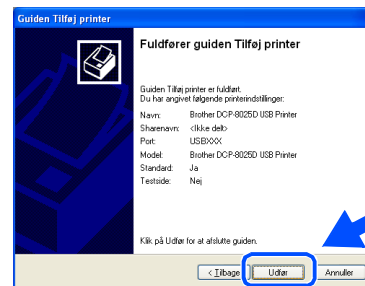 Guiden Tilføj printer
Fuldfører guiden Tilføj printer
Guiden Tilføj printer er fuldført.
Du har angivet følgende printerindstillinger:
Navn: Brother DCP-8025D USB Printer
Sharenavn: <Ikke delt>
Port: USBXXX
Model: Brother DCP-8025D USB Printer
Standard: Ja
Testside: Nej
Klik på Udfør for at afslutte guiden.
< Tilbage Udfør Annuller